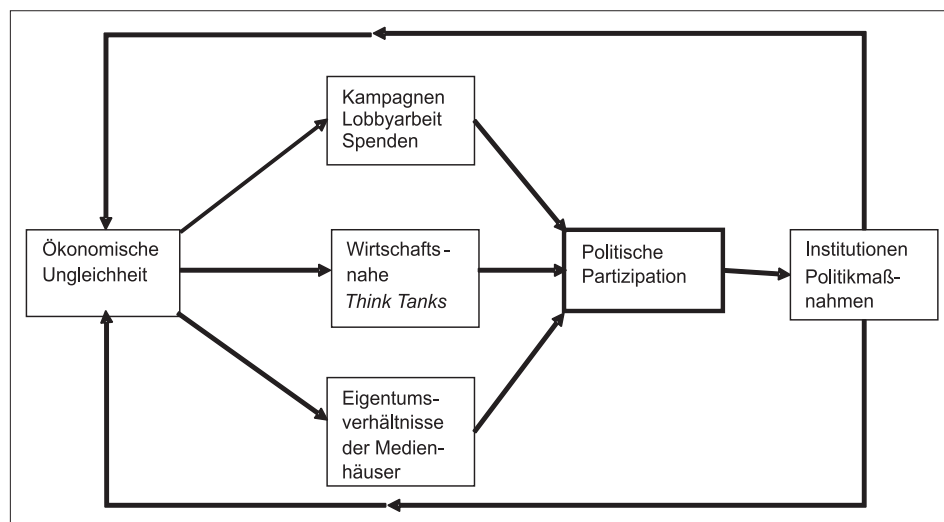 Kampagnen
Lobbyarbeit
Spenden
Ökonomische
Ungleichheit
Wirtschafts-
nahe
Think Tanks
Politische
Partizipation
Institutionen
Politikmaß-
nahmen
Eigentums-
verhältnisse
der Medien-
häuser